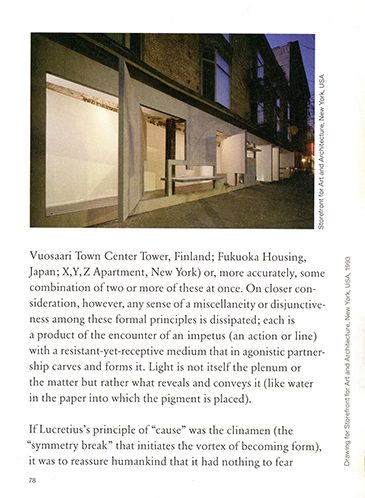 Storefront for Art and Architecture, New York, USA
Vuosaari Town Center Tower, Finland; Fukuoka Housing,
Japan; X,Y,Z Apartment, New York) or, more accurately, some
combination of two or more of these at once. On closer con-
sideration, however, any sense of a miscellaneity or disjunctive-
ness among these formal principles is dissipated; each is
a product of the encounter of an impetus (an action or line)
with a resistant-yet-receptive medium that in agonistic partner-
ship carves and forms it. Light is not itself the plenum or
the matter but rather what reveals and conveys it (like water
in the paper into which the pigment is placed).
If Lucretius's principle of "cause" was the clinamen (the
"symmetry break" that initiates the vortex of becoming form),
it was to reassure humankind that it had nothing to fear
78
Drawing for Storefront for Art and Architecture, New York, USA, 1993